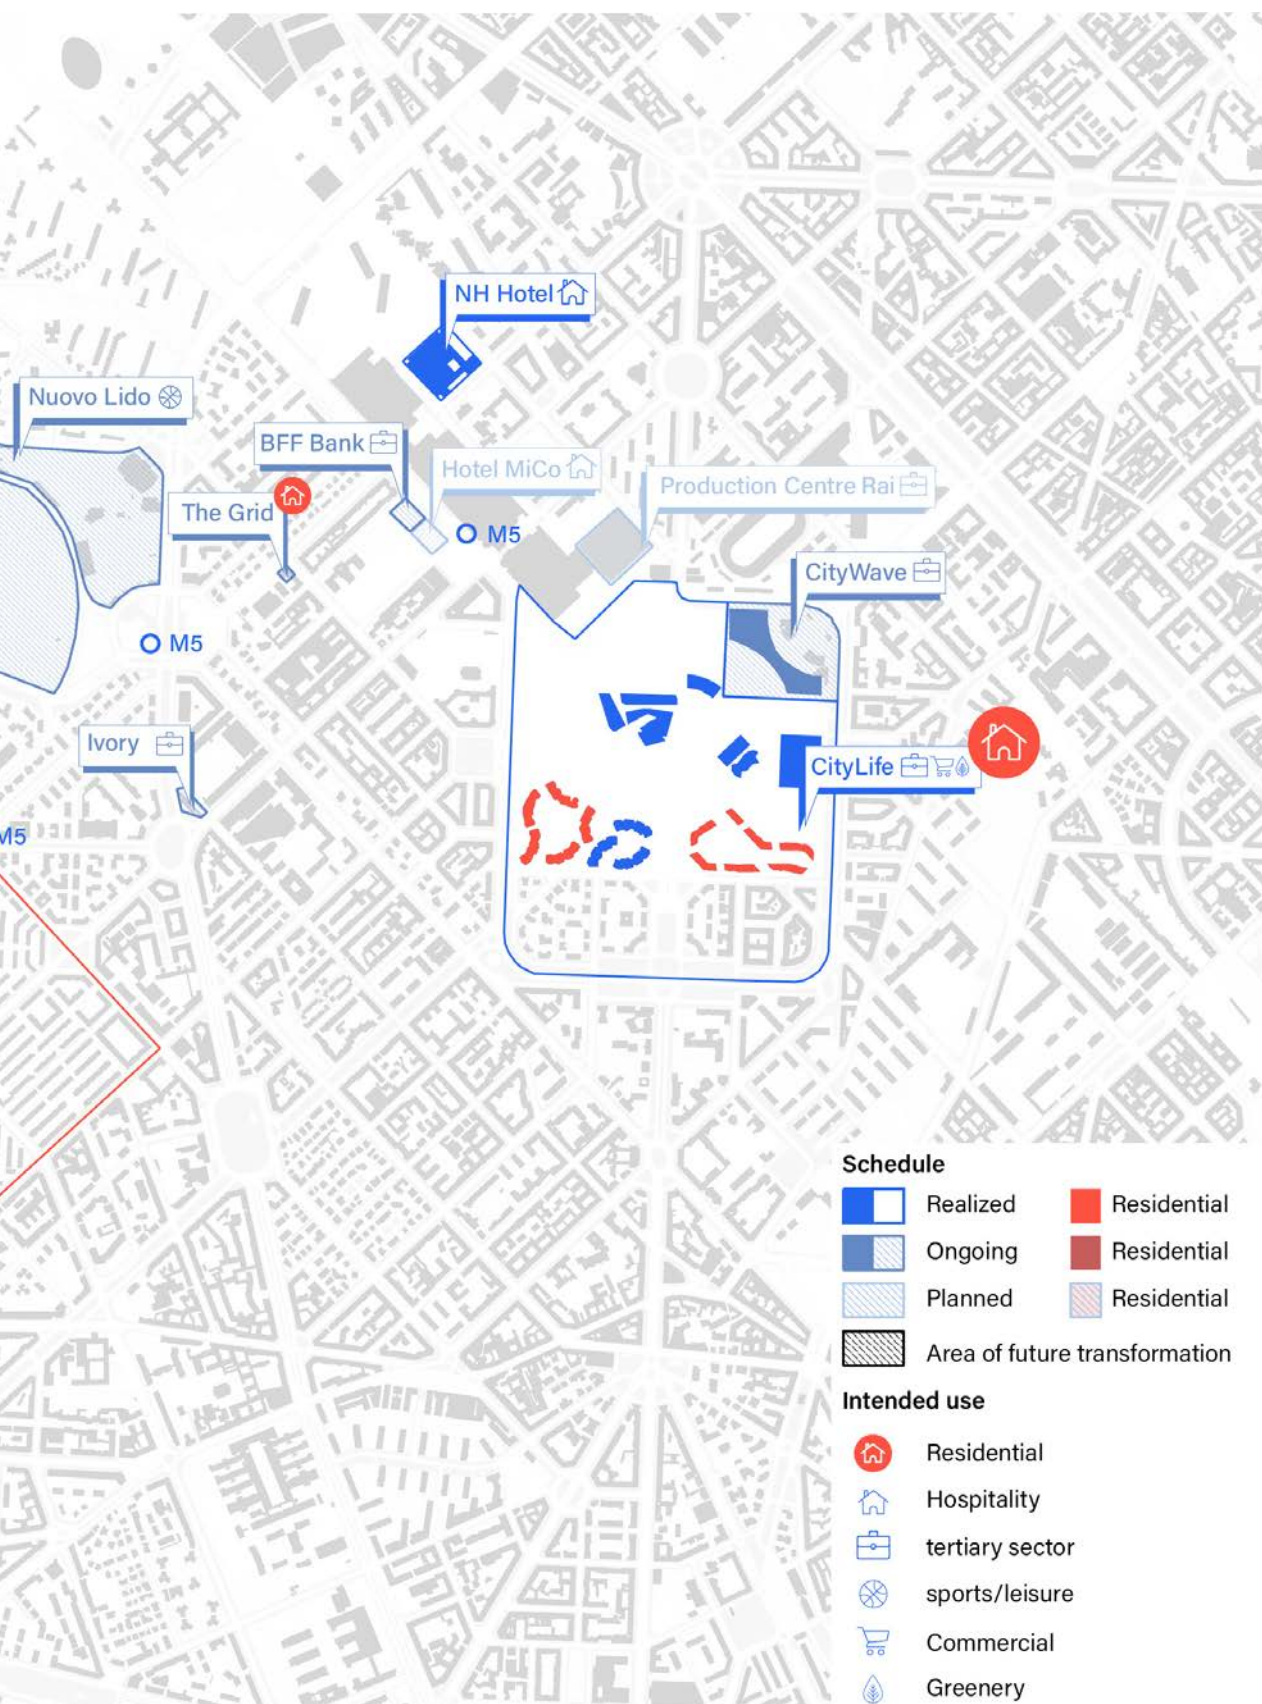 NH Hotel
Nuovo Lido
BFF Bank
Hotel MiCo
Production Centre Rai
The Grid
M5
CityWave
M5
Ivory
CityLife
M5
Schedule
Realized Residential
Ongoing Residential
Planned Residential
Area of future transformation
Intended use
Residential
Hospitality
tertiary sector
sports/leisure
Commercial
Greenery